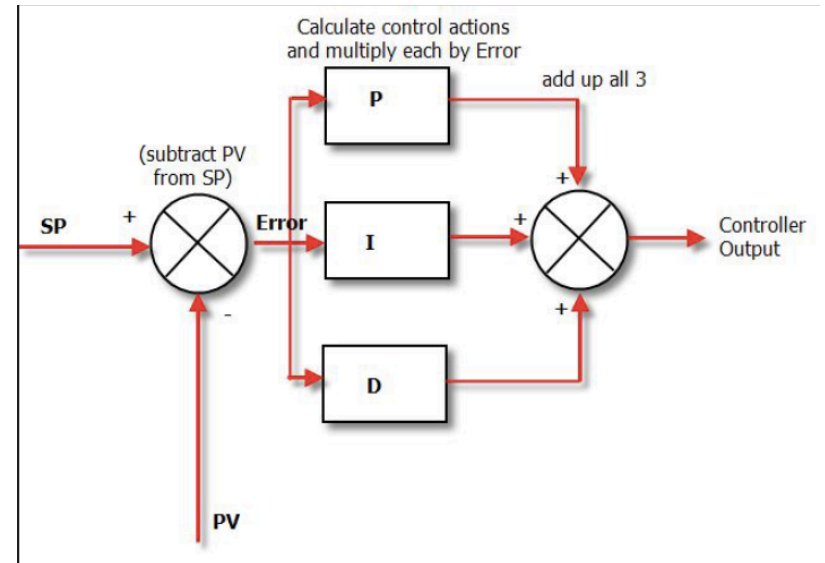 Calculate control actions
and multiply each by Error
P
add up all 3
(subtract PV
from SP)
SP
+
Error
I
+
+
Controller
Output
-
+
D
PV